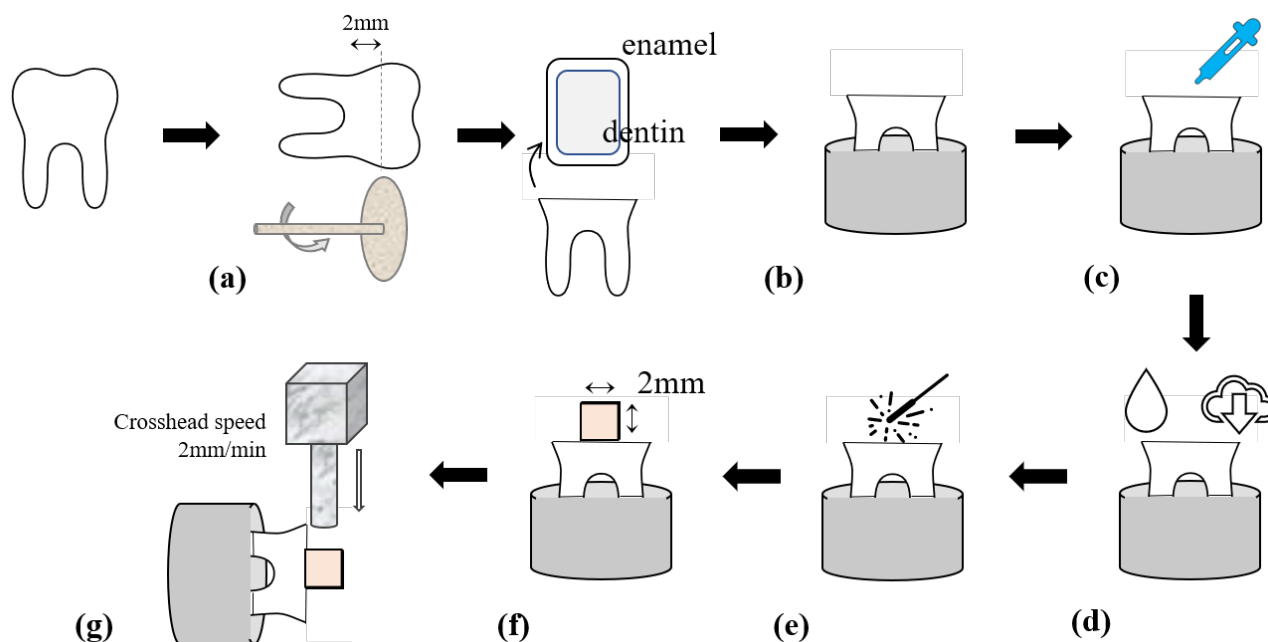 2mm
enamel
dentin
(a)
(b)
(c)
Crosshead speed
2mm/min
2mm
(g)
(f)
(e)
(d)